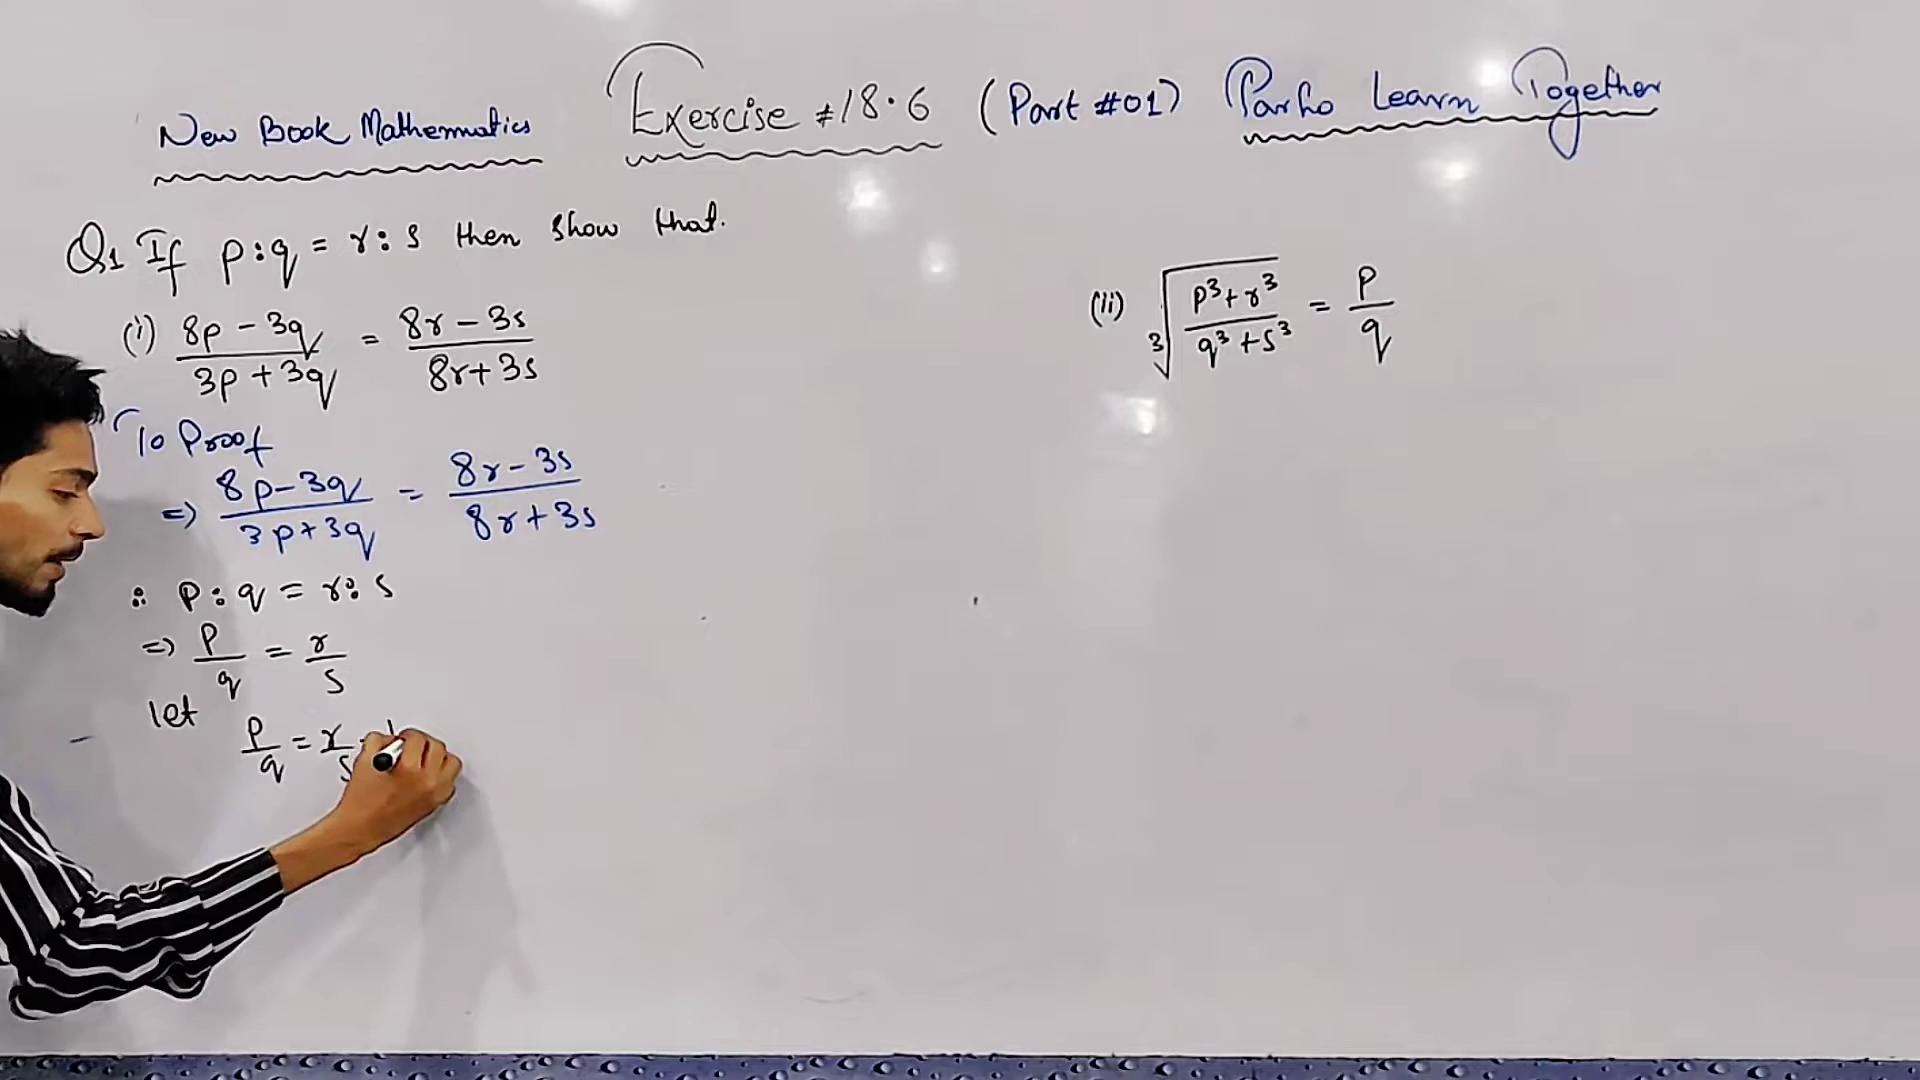 New Book Mathematics Exercise #18.6 (Part #01) Parho Learn Together
Q1 If p:q = r:s then show that.
(i) 8p - 3q / 3p + 3q = 8r - 3s / 8r + 3s
To Proof
=> 8p - 3q / 3p + 3q = 8r - 3s / 8r + 3s
∴ p:q = r:s
=> p/q = r/s
let
p/q = r/s
(ii) ∛(p³ + r³ / q³ + s³) = p/q